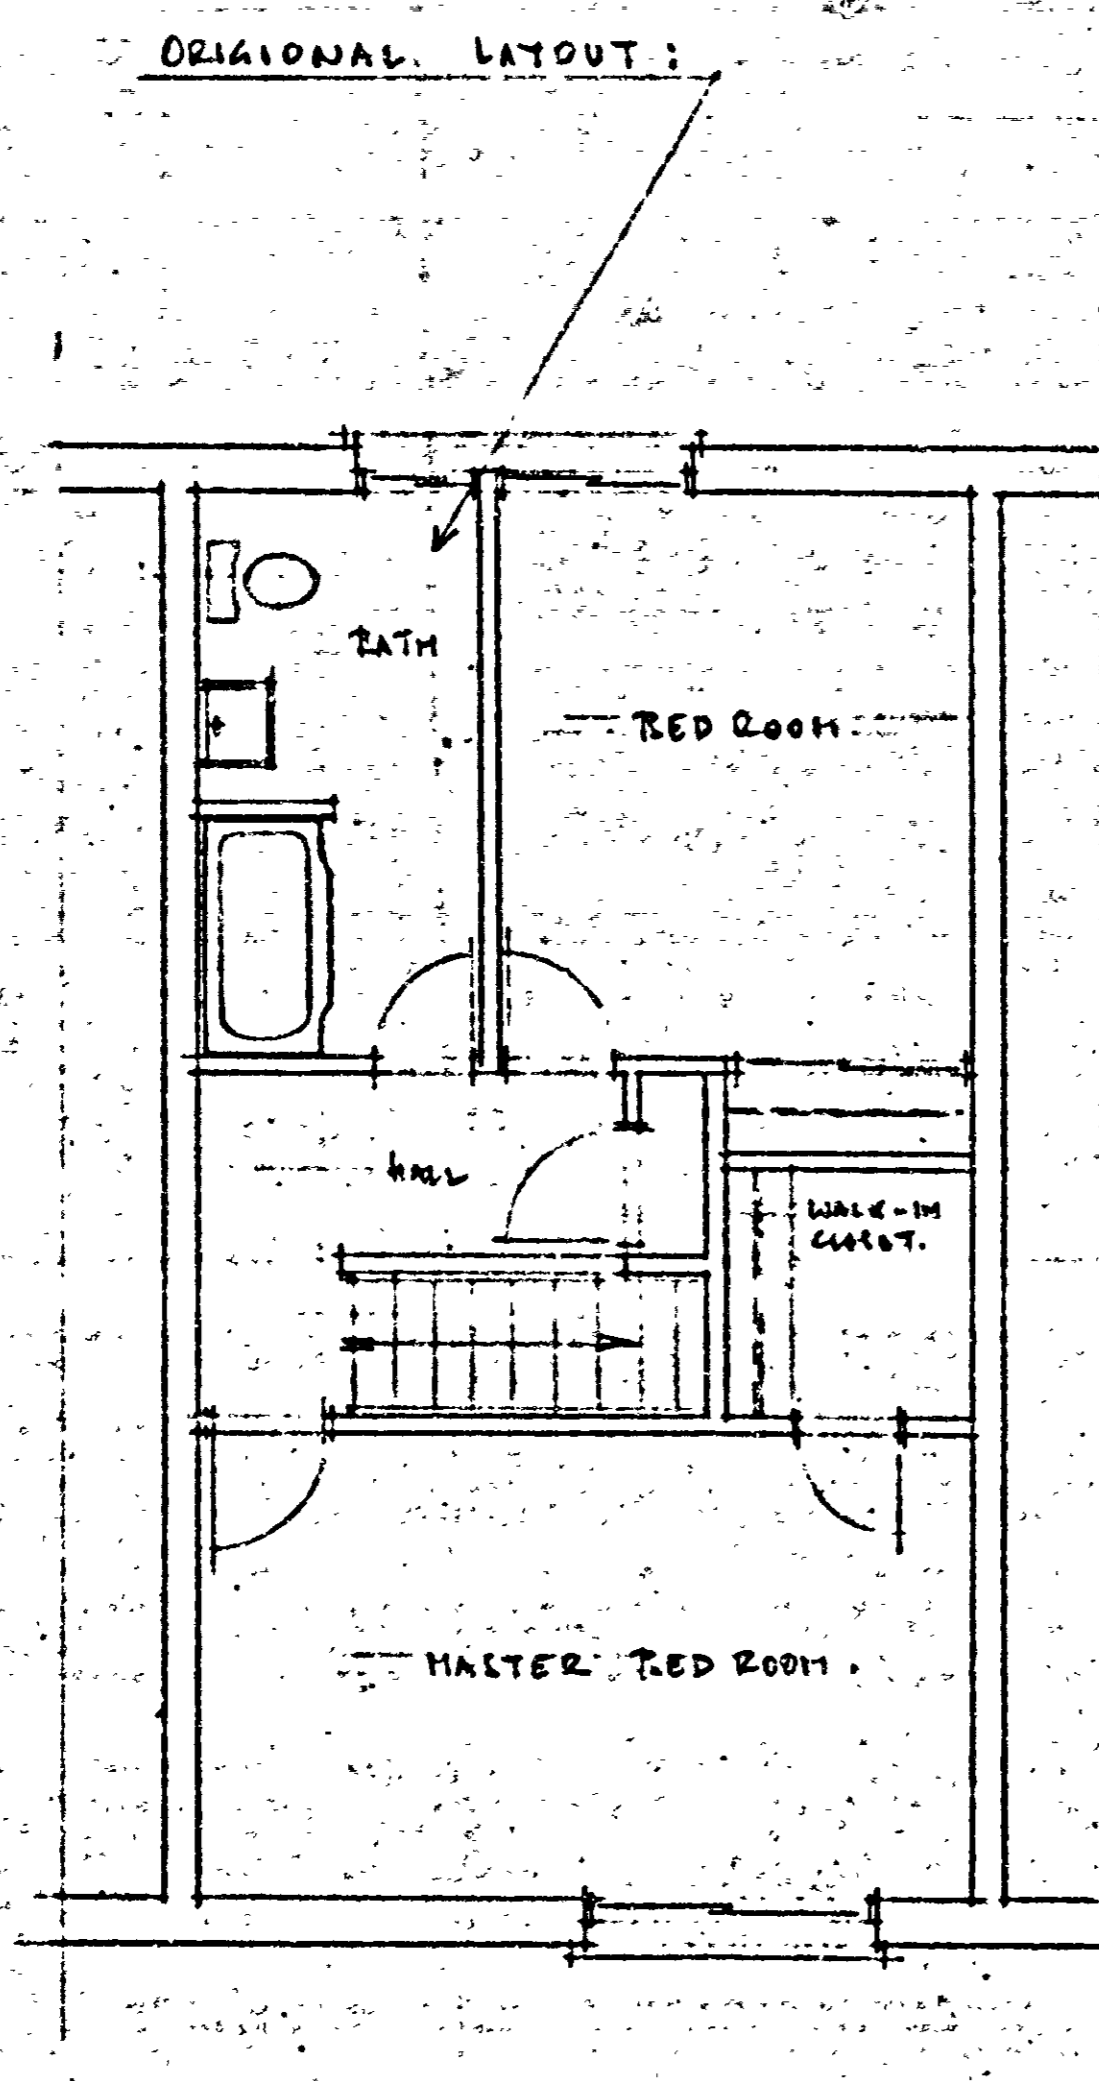 ORIGIONAL LAYOUT:
BATH
BED ROOM
HALL
WALK-IN
CLOSET.
MASTER BED ROOM.